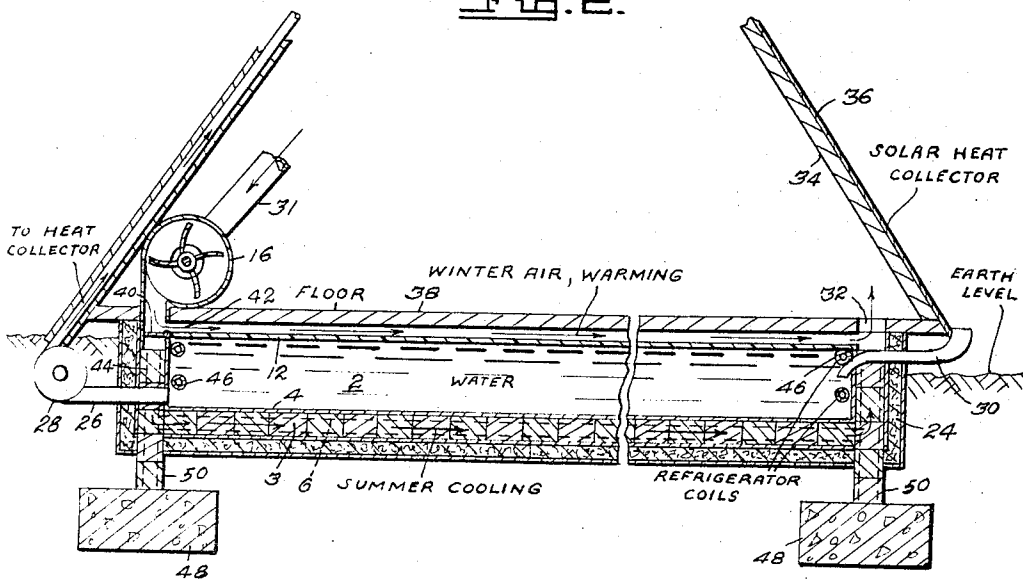 FIG. 2.
36
SOLAR HEAT
COLLECTOR
34
31
TO HEAT
COLLECTOR
16
WINTER AIR, WARMING
EARTH
LEVEL
40
42
FLOOR
38
32
44
46
12
2
WATER
46
4
28
26
3
6
SUMMER COOLING
REFRIGERATOR
COILS
24
30
50
50
48
48